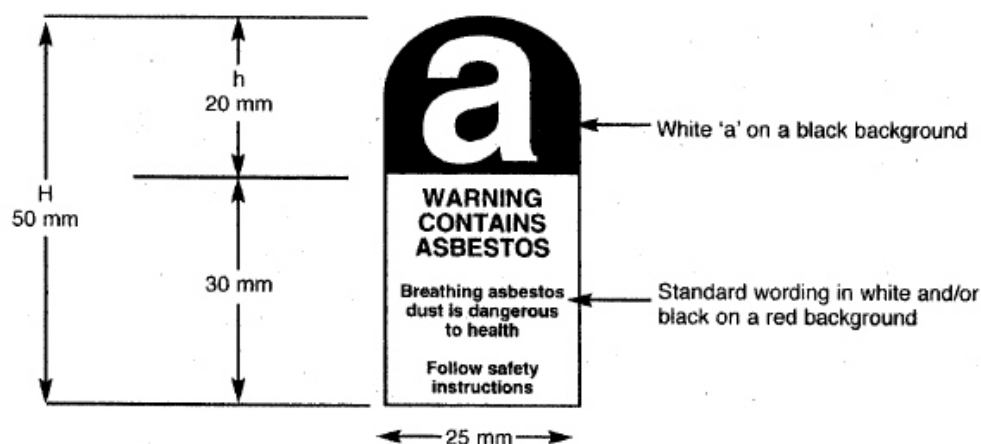 h
20 mm
H
50 mm
30 mm
a
White 'a' on a black background
WARNING
CONTAINS
ASBESTOS
Breathing asbestos
dust is dangerous
to health
Follow safety
instructions
Standard wording in white and/or
black on a red background
25 mm